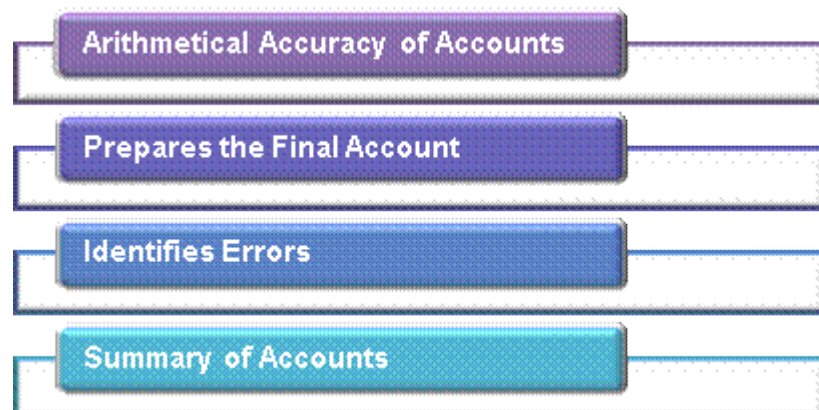 Arithmetical Accuracy of Accounts
Prepares the Final Account
Identifies Errors
Summary of Accounts